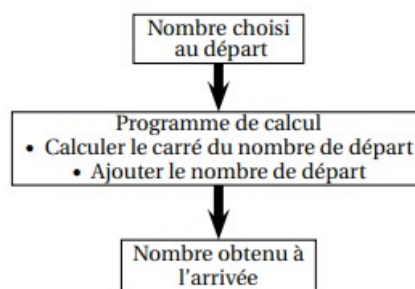 Nombre choisi
au départ
Programme de calcul
• Calculer le carré du nombre de départ
• Ajouter le nombre de départ
Nombre obtenu à
l'arrivée